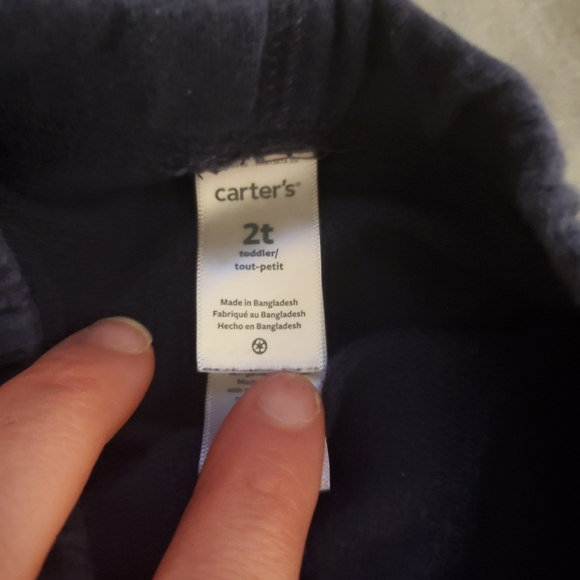 carter's®
2t
toddler/
tout-petit
Made in Bangladesh
Fabriqué au Bangladesh
Hecho en Bangladesh